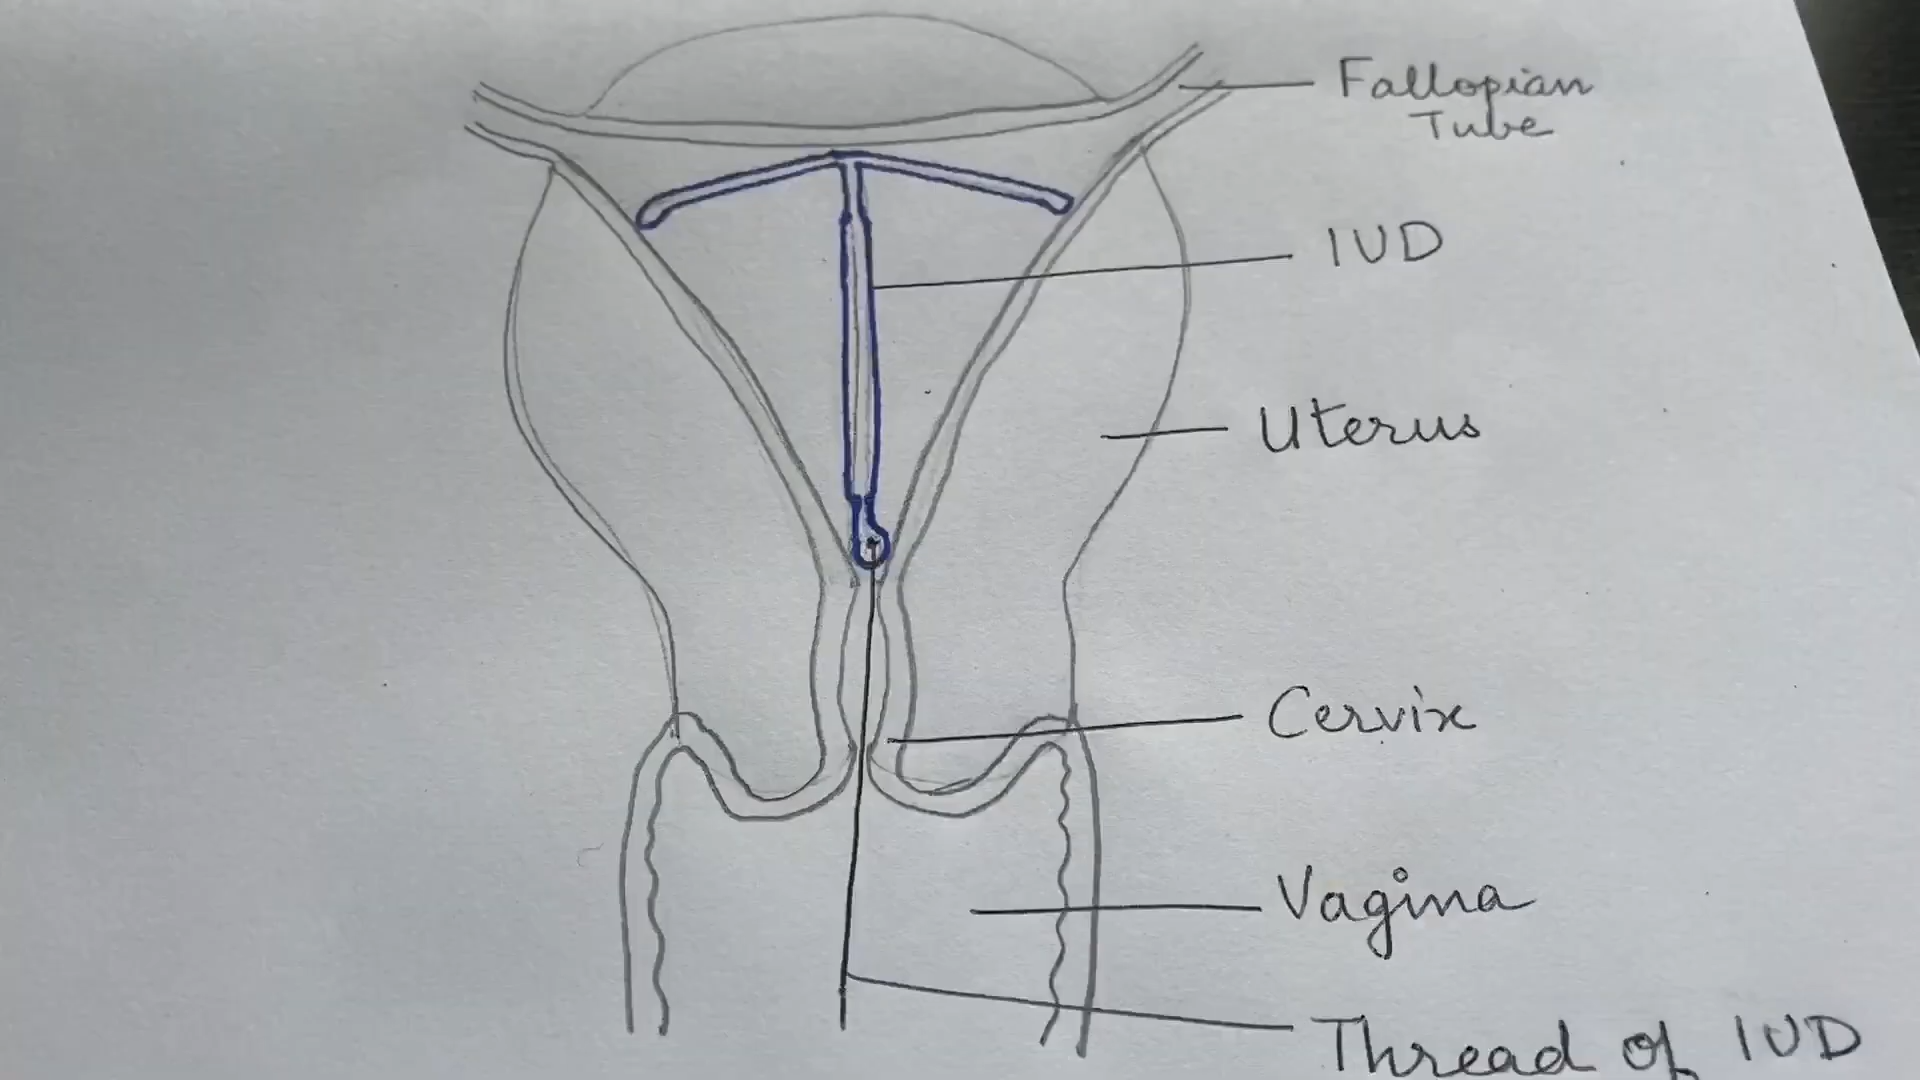 Fallopian
Tube
IUD
Uterus
Cervix
Vagina
Thread of IUD